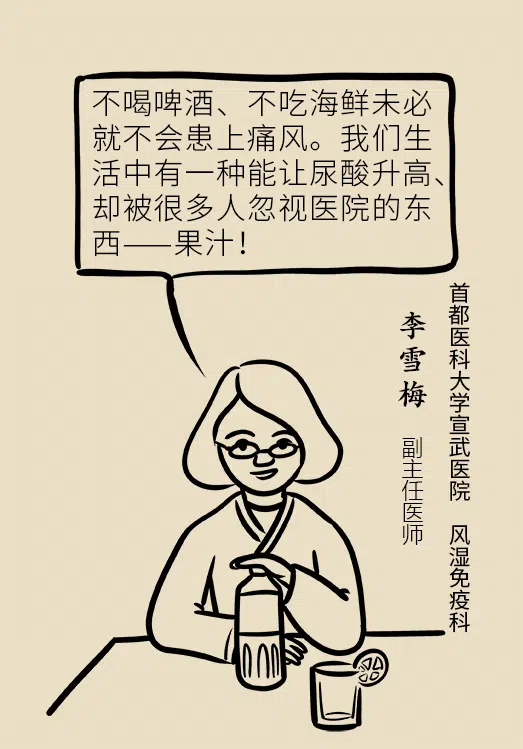 不喝啤酒、不吃海鲜未必
就不会患上痛风。我们生
活中有一种能让尿酸升高、
却被很多人忽视医院的东
西——果汁！
首都医科大学宣武医院 风湿免疫科
李雪梅 副主任医师